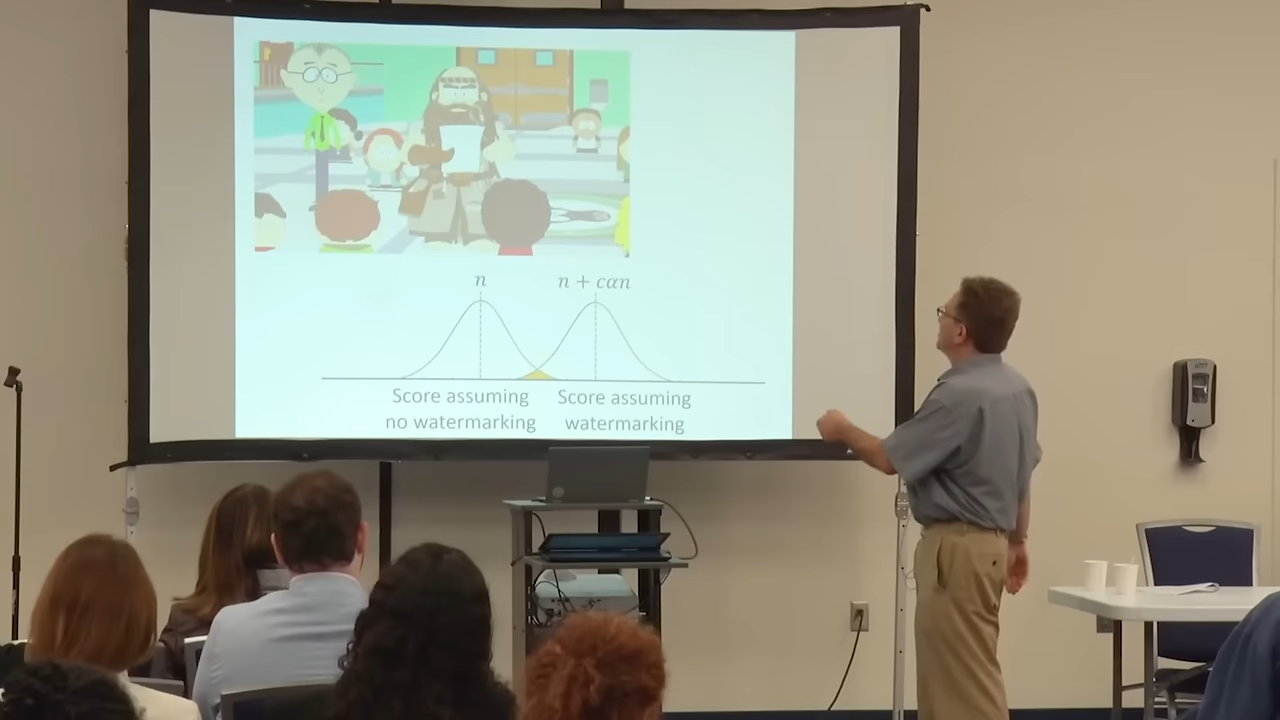 n
n + cαn
Score assuming
no watermarking
Score assuming
watermarking